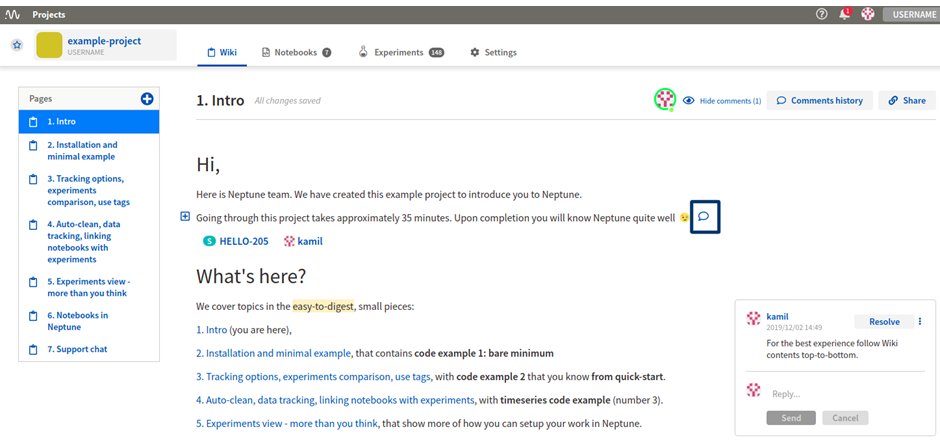 Projects
1
USERNAME
example-project
USERNAME
Wiki
Notebooks 7
Experiments 148
Settings
Pages
1. Intro
2. Installation and
minimal example
3. Tracking options,
experiments
comparison, use tags
4. Auto-clean, data
tracking, linking
notebooks with
experiments
5. Experiments view -
more than you think
6. Notebooks in
Neptune
7. Support chat
1. Intro
All changes saved
Hide comments (1)
Comments history
Share
Hi,
Here is Neptune team. We have created this example project to introduce you to Neptune.
Going through this project takes approximately 35 minutes. Upon completion you will know Neptune quite well 😉
S HELLO-205 kamil
What's here?
We cover topics in the easy-to-digest, small pieces:
1. Intro (you are here),
2. Installation and minimal example, that contains code example 1: bare minimum
3. Tracking options, experiments comparison, use tags, with code example 2 that you know from quick-start.
4. Auto-clean, data tracking, linking notebooks with experiments, with timeseries code example (number 3).
5. Experiments view - more than you think, that show more of how you can setup your work in Neptune.
kamil
2019/12/02 14:49
Resolve
For the best experience follow Wiki
contents top-to-bottom.
Reply...
Send
Cancel